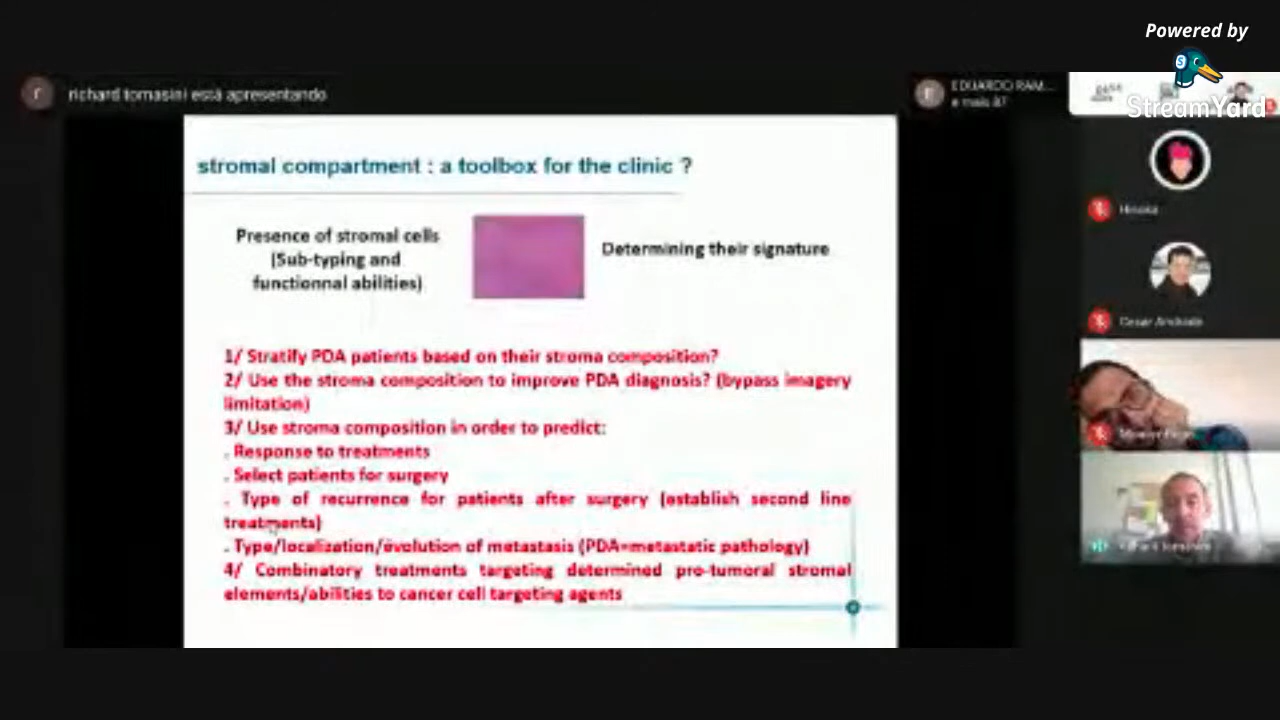 Powered by
StreamYard
richard tomasini está apresentando
EDUARDO RAM...
e mais 87
stromal compartment : a toolbox for the clinic ?
Presence of stromal cells
(Sub-typing and
functionnal abilities)
Determining their signature
1/ Stratify PDA patients based on their stroma composition?
2/ Use the stroma composition to improve PDA diagnosis? (bypass imagery
limitation)
3/ Use stroma composition in order to predict:
. Response to treatments
. Select patients for surgery
. Type of recurrence for patients after surgery (establish second line
treatments)
. Type/localization/evolution of metastasis (PDA=metastatic pathology)
4/ Combinatory treatments targeting determined pro-tumoral stromal
elements/abilities to cancer cell targeting agents
Cesar Andrade
richard tomasini